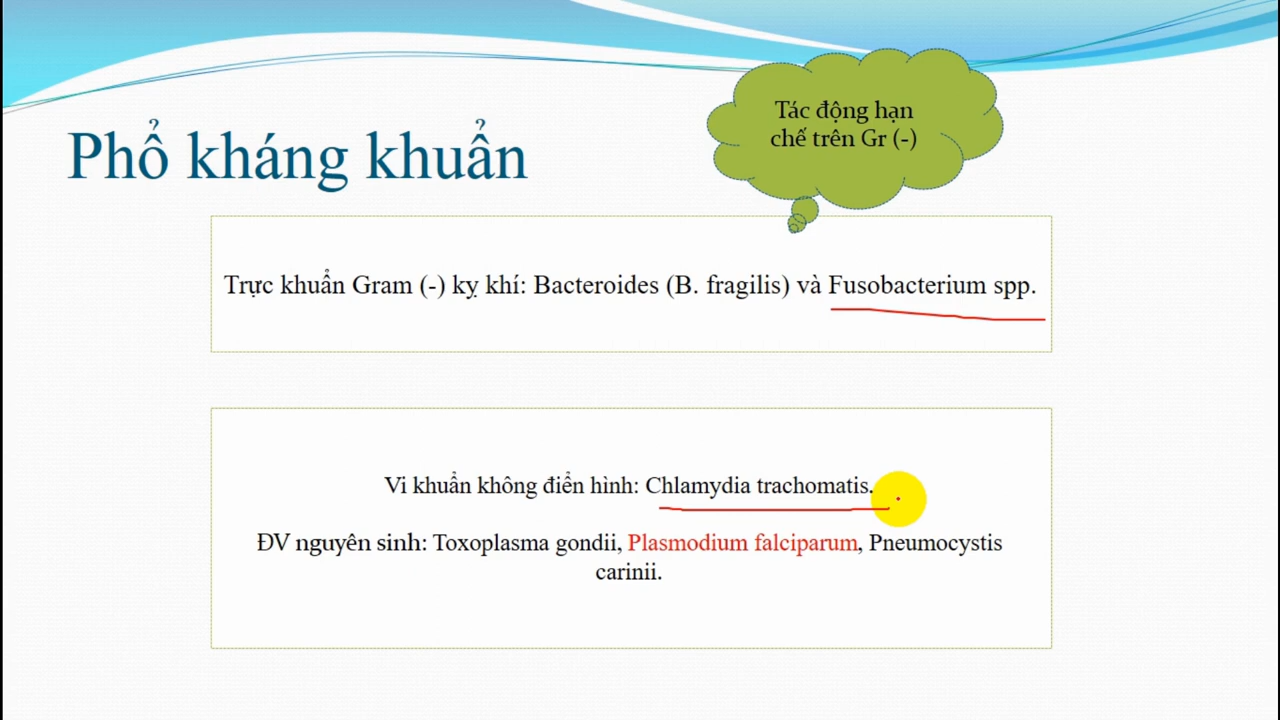 Tác động hạn
chế trên Gr (-)
Phổ kháng khuẩn
Trực khuẩn Gram (-) kỵ khí: Bacteroides (B. fragilis) và Fusobacterium spp.
Vi khuẩn không điển hình: Chlamydia trachomatis.
ĐV nguyên sinh: Toxoplasma gondii, Plasmodium falciparum, Pneumocystis
carinii.